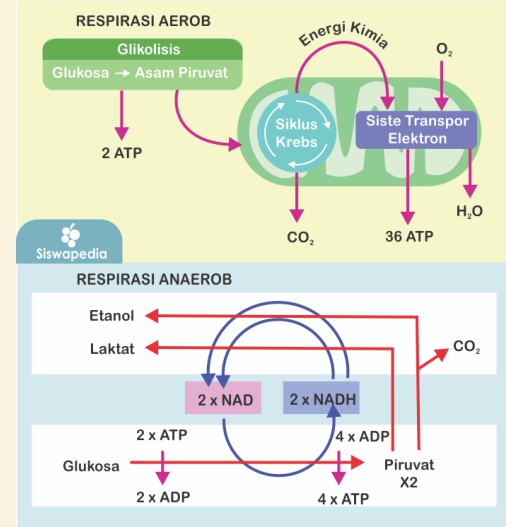 RESPIRASI AEROB
Glikolisis
Glukosa → Asam Piruvat
2 ATP
Energi Kimia
O₂
Siklus
Krebs
Siste Transpor
Elektron
CO₂
36 ATP
H₂O
Siswapedia
RESPIRASI ANAEROB
Etanol
Laktat
CO₂
2 x NAD
2 x NADH
2 x ATP
4 x ADP
Glukosa
Piruvat
X2
2 x ADP
4 x ATP